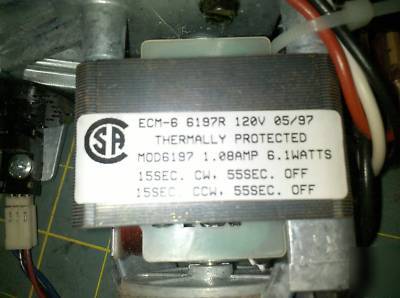 ECM-6 6197R 120V 05/97
THERMALLY PROTECTED
MOD6197 1.08AMP 6.1WATTS
15SEC. CW, 55SEC. OFF
15SEC. CCW, 55SEC. OFF
CSA